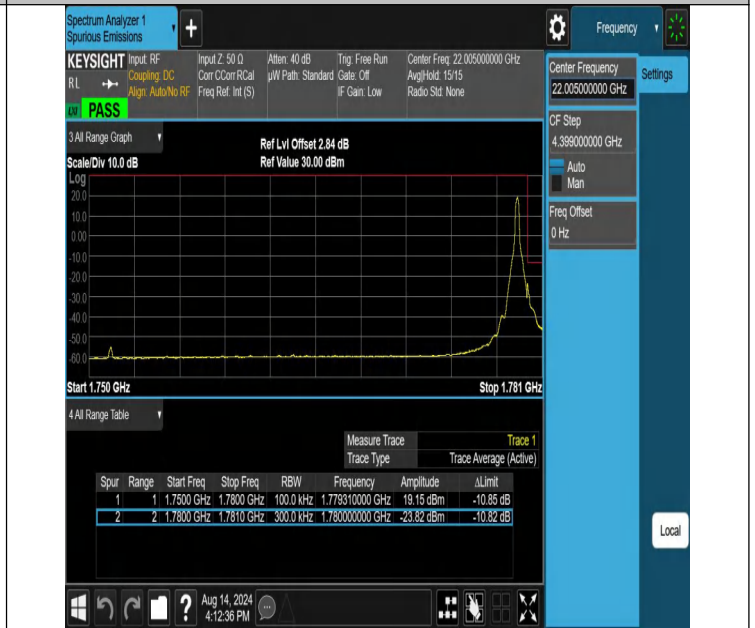 Spectrum Analyzer 1
Spurious Emissions
+
Frequency
KEYSIGHT
RL
PASS
Input: RF
Coupling: DC
Align: Auto/No RF
Input Z: 50 Ω
Corr CCorr RCal
Freq Ref: Int (S)
Atten: 40 dB
µW Path: Standard
Trig: Free Run
Gate: Off
IF Gain: Low
Center Freq: 22.005000000 GHz
Avg|Hold: 15/15
Radio Std: None
Center Frequency
22.005000000 GHz
Settings
CF Step
4.399000000 GHz
Auto
Man
Freq Offset
0 Hz
3 All Range Graph
Scale/Div 10.0 dB
Ref Lvl Offset 2.84 dB
Ref Value 30.00 dBm
Log
20.0
10.0
0.00
-10.0
-20.0
-30.0
-40.0
-50.0
-60.0
Start 1.750 GHz
Stop 1.781 GHz
4 All Range Table
Measure Trace Trace 1
Trace Type Trace Average (Active)
Spur Range Start Freq Stop Freq RBW Frequency Amplitude ΔLimit
1 1 1.7500 GHz 1.7800 GHz 100.0 kHz 1.779310000 GHz 19.15 dBm -10.85 dB
2 2 1.7800 GHz 1.7810 GHz 300.0 kHz 1.780000000 GHz -23.82 dBm -10.82 dB
Local
?
Aug 14, 2024
4:12:36 PM